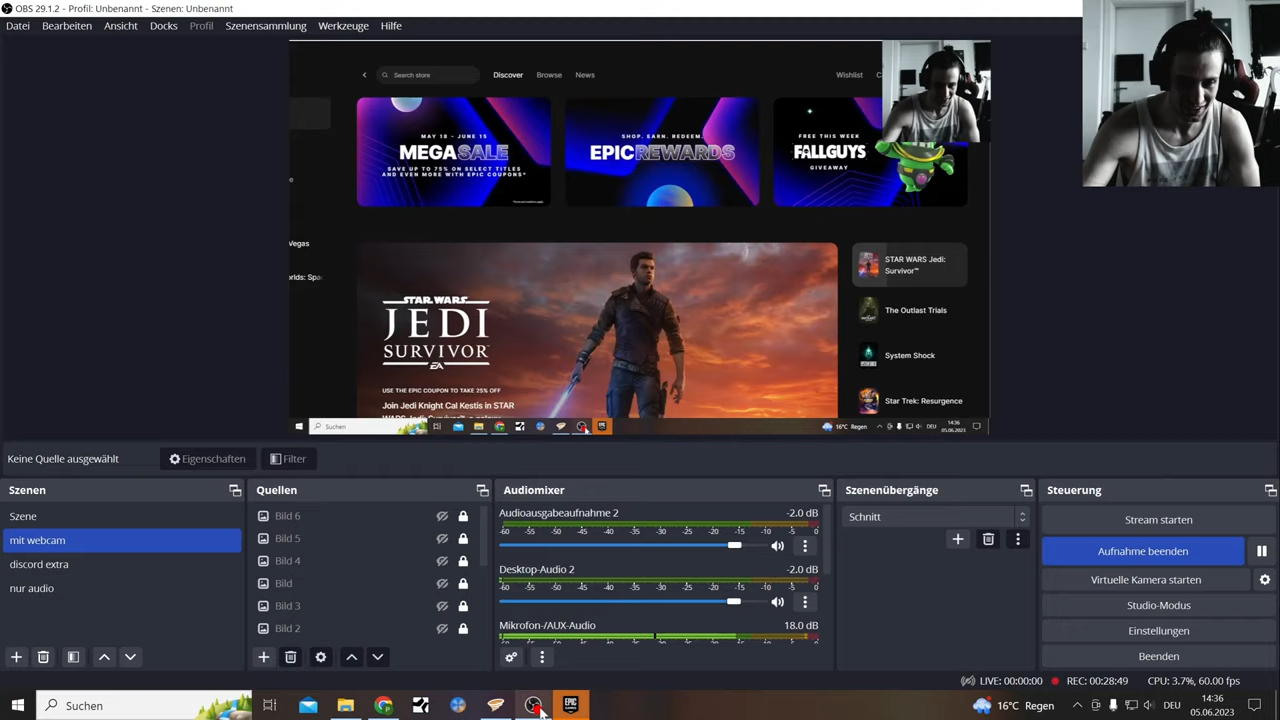 OBS 29.1.2 - Profil: Unbenannt - Szenen: Unbenannt
Datei Bearbeiten Ansicht Docks Profil Szenensammlung Werkzeuge Hilfe
Search store Discover Browse News Wishlist
MAY 18 - JUNE 15
MEGASALE
SAVE UP TO 75% ON SELECT TITLES
AND EVEN MORE WITH EPIC COUPONS*
SHOP. EARN. REDEEM.
EPICREWARDS
FREE THIS WEEK
FALLGUYS
GIVEAWAY
Vegas
orlds: Spa
STAR WARS
JEDI
SURVIVOR
EA
USE THE EPIC COUPON TO TAKE 25% OFF
Join Jedi Knight Cal Kestis in STAR
STAR WARS Jedi:
Survivor™
The Outlast Trials
System Shock
Star Trek: Resurgence
Suchen 16°C Regen DEU 14:36
05.06.2023
Keine Quelle ausgewählt Eigenschaften Filter
Szenen
Szene
mit webcam
discord extra
nur audio
Quellen
Bild 6
Bild 5
Bild 4
Bild
Bild 3
Bild 2
Audiomixer
Audioausgabeaufnahme 2 -2.0 dB
-60 -55 -50 -45 -40 -35 -30 -25 -20 -15 -10 -5 0
Desktop-Audio 2 -2.0 dB
-60 -55 -50 -45 -40 -35 -30 -25 -20 -15 -10 -5 0
Mikrofon-/AUX-Audio 18.0 dB
Szenenübergänge
Schnitt
Steuerung
Stream starten
Aufnahme beenden
Virtuelle Kamera starten
Studio-Modus
Einstellungen
Beenden
LIVE: 00:00:00 REC: 00:28:49 CPU: 3.7%, 60.00 fps
Suchen EPIC GAMES 16°C Regen DEU 14:36
05.06.2023